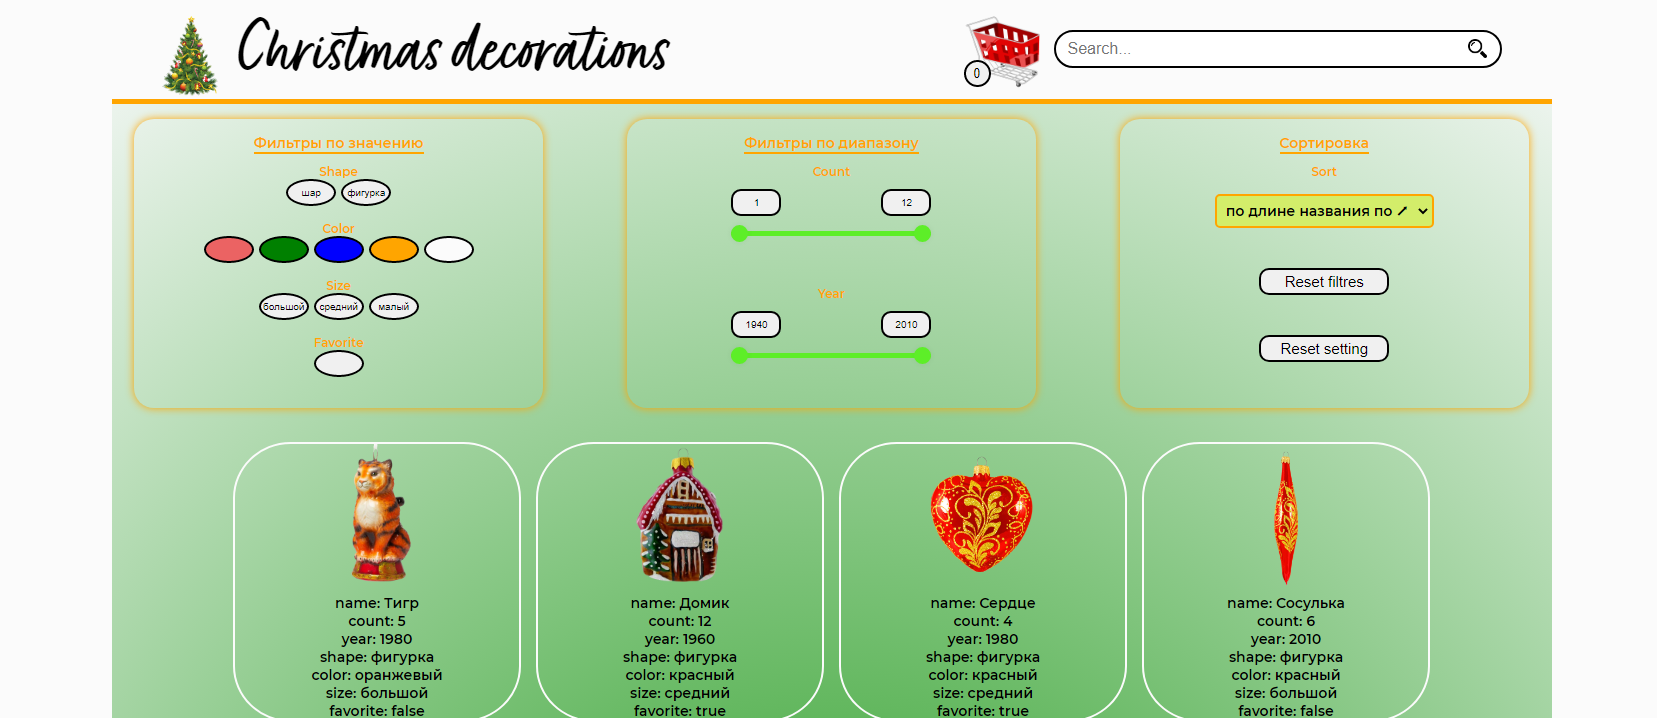 Christmas decorations
0
Search...
Фильтры по значению
Shape
шар фигурка
Color
Size
большой средний малый
Favorite
Фильтры по диапазону
Count
1 12
Year
1940 2010
Сортировка
Sort
по длине названия по ➚
Reset filtres
Reset setting
name: Тигр
count: 5
year: 1980
shape: фигурка
color: оранжевый
size: большой
favorite: false
name: Домик
count: 12
year: 1960
shape: фигурка
color: красный
size: средний
favorite: true
name: Сердце
count: 4
year: 1980
shape: фигурка
color: красный
size: средний
favorite: true
name: Сосулька
count: 6
year: 2010
shape: фигурка
color: красный
size: большой
favorite: false